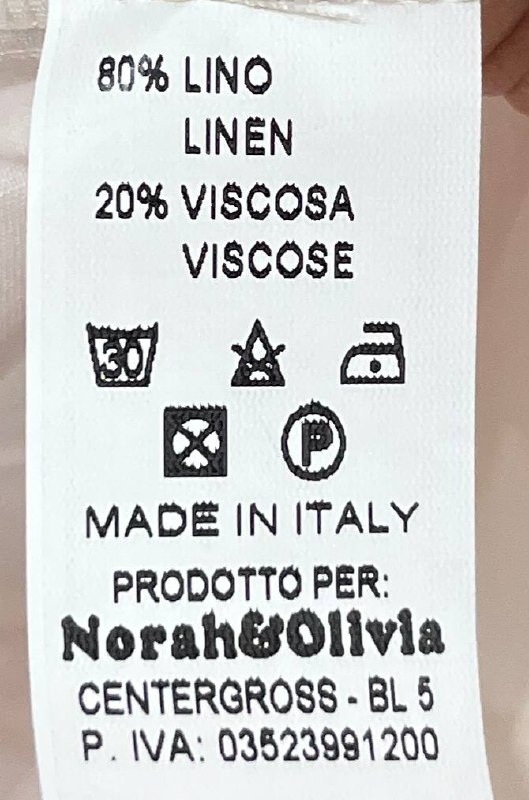 80% LINO
LINEN
20% VISCOSA
VISCOSE
30
P
MADE IN ITALY
PRODOTTO PER:
Norah&Olivia
CENTERGROSS - BL 5
P. IVA: 03523991200